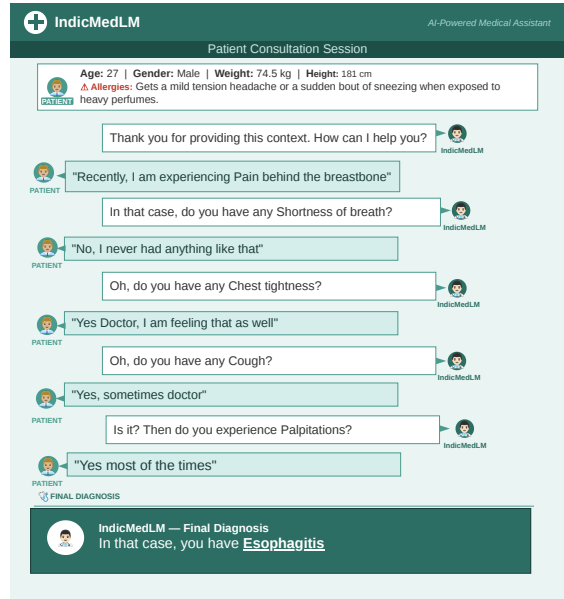 IndicMedLM
AI-Powered Medical Assistant
Patient Consultation Session
Age: 27 | Gender: Male | Weight: 74.5 kg | Height: 181 cm
⚠ Allergies: Gets a mild tension headache or a sudden bout of sneezing when exposed to
heavy perfumes.
PATIENT
Thank you for providing this context. How can I help you?
IndicMedLM
"Recently, I am experiencing Pain behind the breastbone"
PATIENT
In that case, do you have any Shortness of breath?
IndicMedLM
"No, I never had anything like that"
PATIENT
Oh, do you have any Chest tightness?
IndicMedLM
"Yes Doctor, I am feeling that as well"
PATIENT
Oh, do you have any Cough?
IndicMedLM
"Yes, sometimes doctor"
PATIENT
Is it? Then do you experience Palpitations?
IndicMedLM
"Yes most of the times"
PATIENT
🩺 FINAL DIAGNOSIS
IndicMedLM — Final Diagnosis
In that case, you have Esophagitis